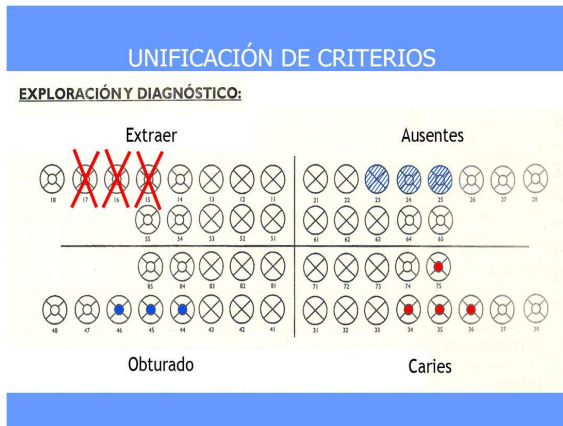 UNIFICACIÓN DE CRITERIOS
EXPLORACIÓN Y DIAGNÓSTICO:
Extraer Ausentes
18 17 16 15 14 13 12 11 21 22 23 24 25 26 27 28
55 54 53 52 51 61 62 63 64 65
85 84 83 82 81 71 72 73 74 75
48 47 46 45 44 43 42 41 31 32 33 34 35 36 37 38
Obturado Caries